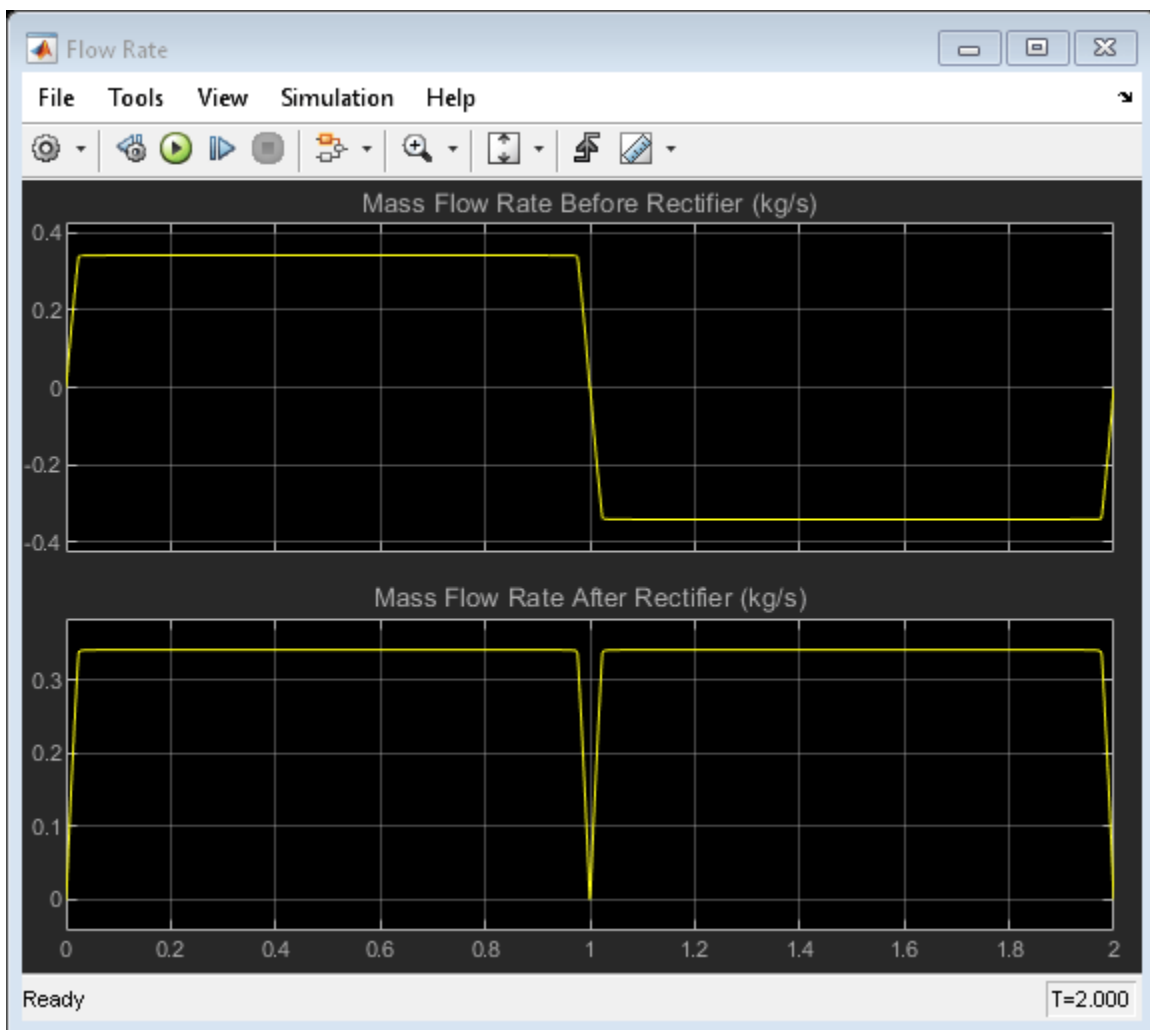 Flow Rate
File Tools View Simulation Help
Mass Flow Rate Before Rectifier (kg/s)
0.4
0.2
0
-0.2
-0.4
Mass Flow Rate After Rectifier (kg/s)
0.3
0.2
0.1
0
0 0.2 0.4 0.6 0.8 1 1.2 1.4 1.6 1.8 2
Ready T=2.000